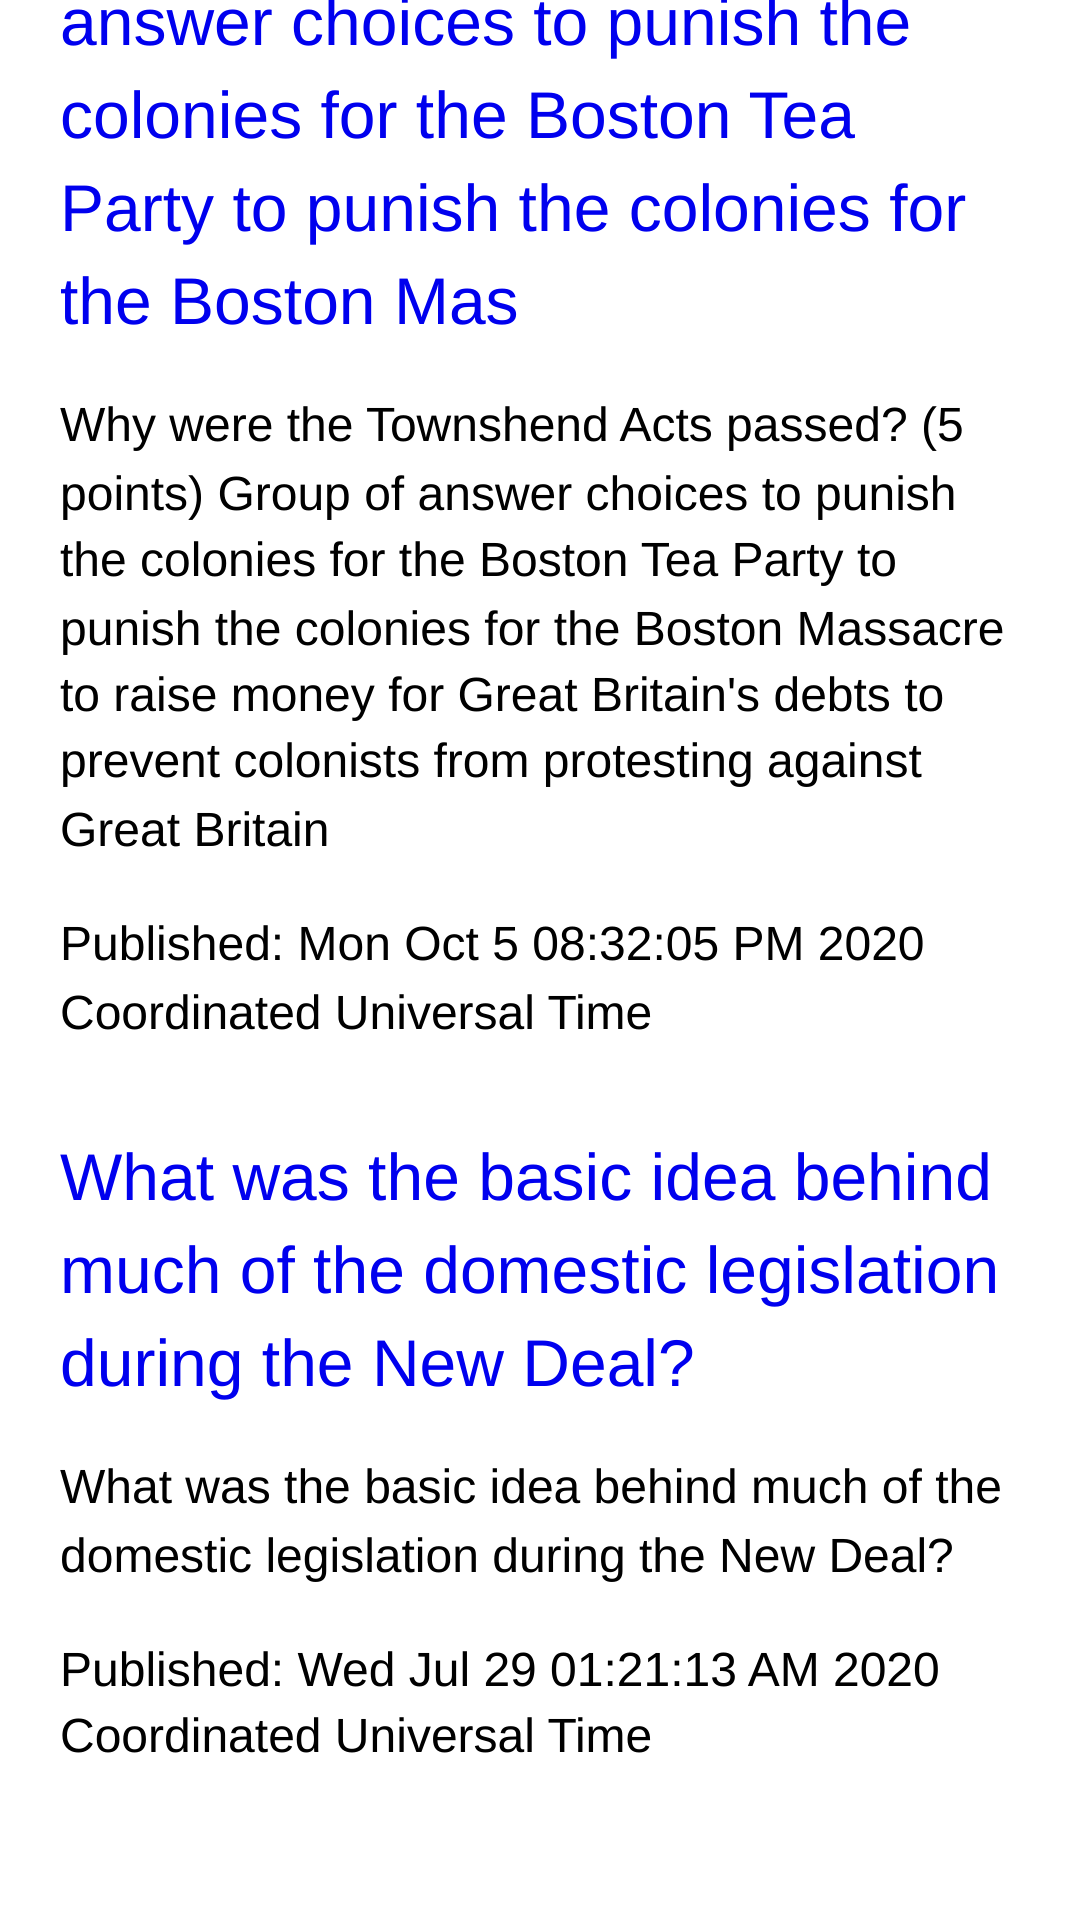 answer choices to punish the
colonies for the Boston Tea
Party to punish the colonies for
the Boston Mas
Why were the Townshend Acts passed? (5
points) Group of answer choices to punish
the colonies for the Boston Tea Party to
punish the colonies for the Boston Massacre
to raise money for Great Britain's debts to
prevent colonists from protesting against
Great Britain
Published: Mon Oct 5 08:32:05 PM 2020
Coordinated Universal Time
What was the basic idea behind
much of the domestic legislation
during the New Deal?
What was the basic idea behind much of the
domestic legislation during the New Deal?
Published: Wed Jul 29 01:21:13 AM 2020
Coordinated Universal Time